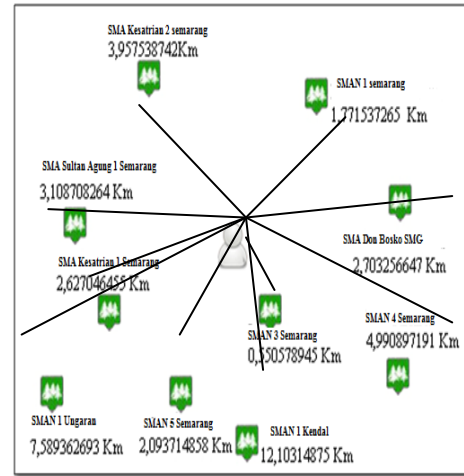 SMA Kesatrian 2 semarang
3,957538742Km
SMAN 1 semarang
1,771537265 Km
SMA Sultan Agung 1 Semarang
3,108708264 Km
SMA Don Bosko SMG
2,703256647 Km
SMA Kesatrian 1 Semarang
2,627046455 Km
SMAN 4 Semarang
4,990897191 Km
SMAN 3 Semarang
0,550578945 Km
SMAN 1 Ungaran
7,589362693 Km
SMAN 5 Semarang
2,093714858 Km
SMAN 1 Kendal
12,10314875 Km